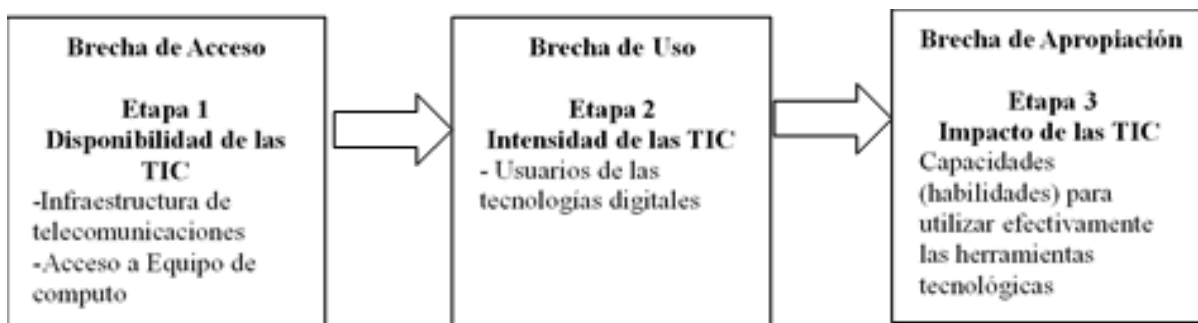 Brecha de Acceso
Etapa 1
Disponibilidad de las
TIC
-Infraestructura de
telecomunicaciones
-Acceso a Equipo de
computo
Brecha de Uso
Etapa 2
Intensidad de las TIC
- Usuarios de las
tecnologías digitales
Brecha de Apropiación
Etapa 3
Impacto de las TIC
Capacidades
(habilidades) para
utilizar efectivamente
las herramientas
tecnológicas